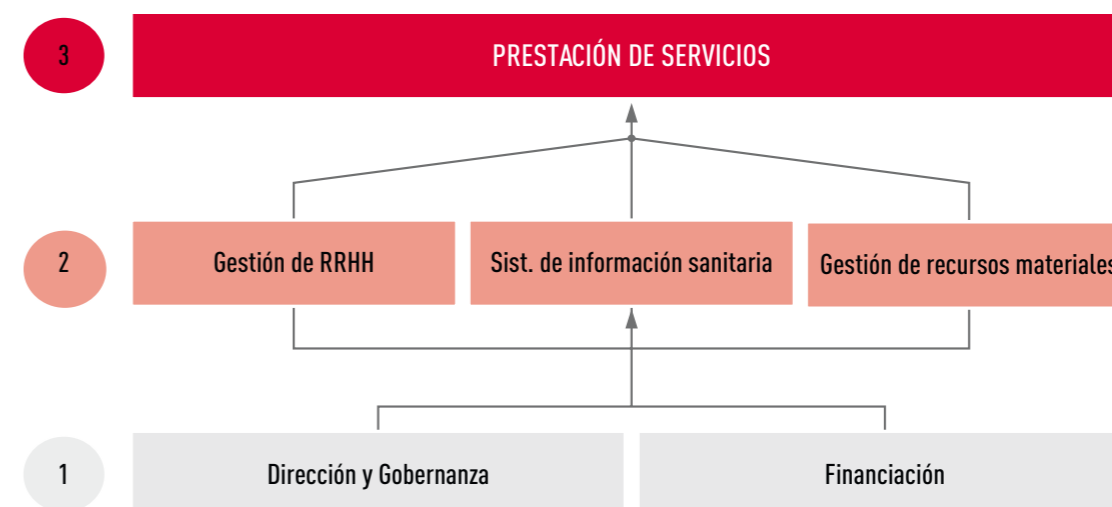 3
PRESTACIÓN DE SERVICIOS
2
Gestión de RRHH
Sist. de información sanitaria
Gestión de recursos materiales
1
Dirección y Gobernanza
Financiación